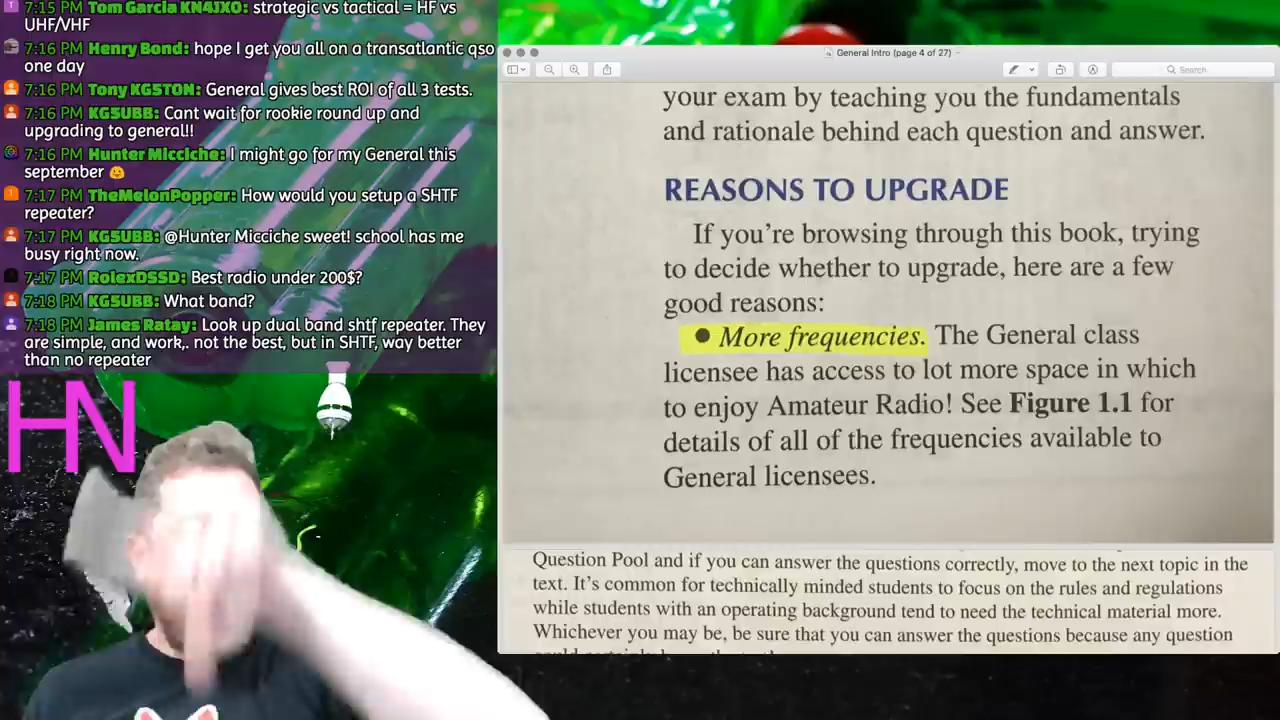 7:15 PM Tom Garcia KN4JXO: strategic vs tactical = HF vs
UHF/VHF
7:16 PM Henry Bond: hope I get you all on a transatlantic qso
one day
7:16 PM Tony KG5TON: General gives best ROI of all 3 tests.
7:16 PM KG5UBB: Cant wait for rookie round up and
upgrading to general!!
7:16 PM Hunter Micciche: I might go for my General this
september 🙂
7:17 PM TheMelonPopper: How would you setup a SHTF
repeater?
7:17 PM KG5UBB: @Hunter Micciche sweet! school has me
busy right now.
7:17 PM RolexDSSD: Best radio under 200$?
7:18 PM KG5UBB: What band?
7:18 PM James Ratay: Look up dual band shtf repeater. They
are simple, and work,. not the best, but in SHTF, way better
than no repeater
HN
General Intro (page 4 of 27)
Search
your exam by teaching you the fundamentals
and rationale behind each question and answer.
REASONS TO UPGRADE
If you’re browsing through this book, trying
to decide whether to upgrade, here are a few
good reasons:
● More frequencies. The General class
licensee has access to lot more space in which
to enjoy Amateur Radio! See Figure 1.1 for
details of all of the frequencies available to
General licensees.
Question Pool and if you can answer the questions correctly, move to the next topic in the
text. It’s common for technically minded students to focus on the rules and regulations
while students with an operating background tend to need the technical material more.
Whichever you may be, be sure that you can answer the questions because any question